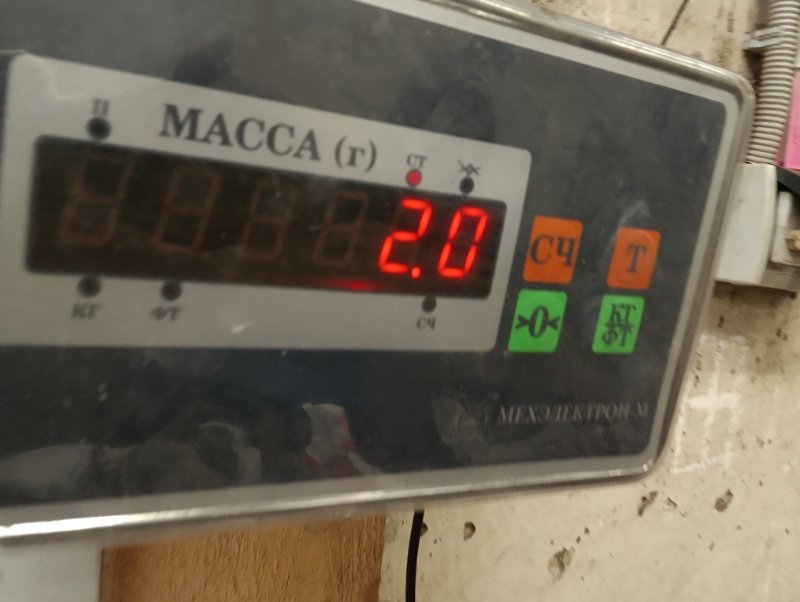 П
МАССА (г)
СТ
2.0
КГ ФТ СЧ
СЧ Т
>0< КГ ФТ
МЕХЭЛЕКТРОН-М